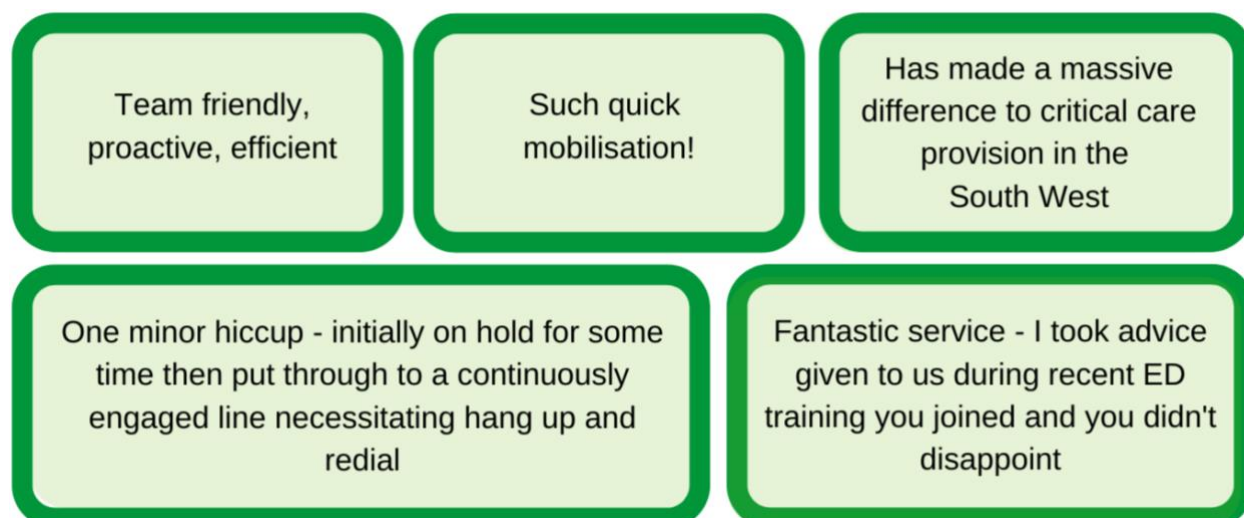 Team friendly,
proactive, efficient
Such quick
mobilisation!
Has made a massive
difference to critical care
provision in the
South West
One minor hiccup - initially on hold for some
time then put through to a continuously
engaged line necessitating hang up and
redial
Fantastic service - I took advice
given to us during recent ED
training you joined and you didn't
disappoint